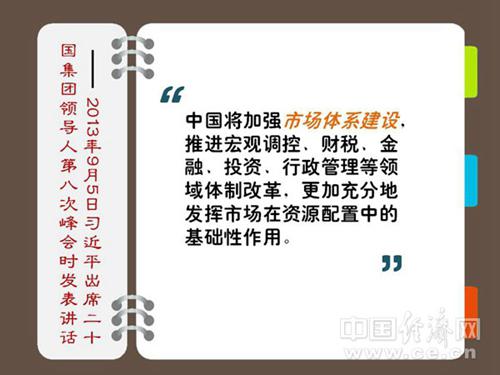 ——2013年9月5日习近平出席二十
国集团领导人第八次峰会时发表讲话
“
中国将加强市场体系建设，
推进宏观调控、财税、金
融、投资、行政管理等领
域体制改革，更加充分地
发挥市场在资源配置中的
基础性作用。
”
中国经济网
www.ce.cn